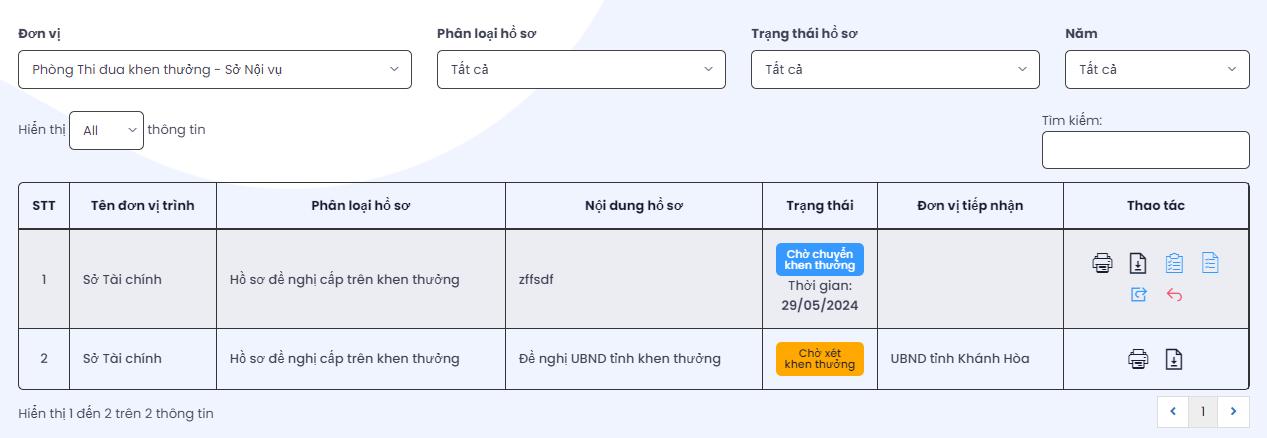 Đơn vị
Phân loại hồ sơ
Trạng thái hồ sơ
Năm
Phòng Thi đua khen thưởng - Sở Nội vụ
Tất cả
Tất cả
Tất cả
Hiển thị All thông tin
Tìm kiếm:
STT Tên đơn vị trình Phân loại hồ sơ Nội dung hồ sơ Trạng thái Đơn vị tiếp nhận Thao tác
1 Sở Tài chính Hồ sơ đề nghị cấp trên khen thưởng zffsdf
Chờ chuyển
khen thưởng
Thời gian:
29/05/2024
2 Sở Tài chính Hồ sơ đề nghị cấp trên khen thưởng Đề nghị UBND tỉnh khen thưởng
Chờ xét
khen thưởng
UBND tỉnh Khánh Hòa
Hiển thị 1 đến 2 trên 2 thông tin
1